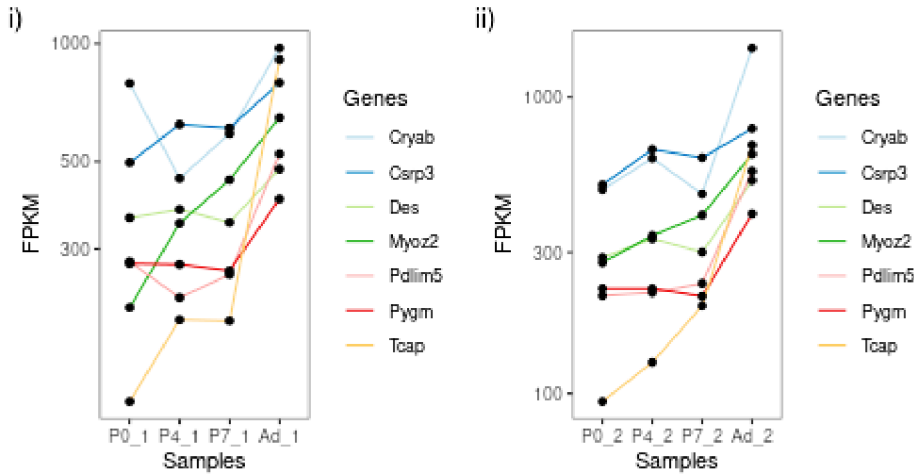 i)
1000
500
300
FPKM
P0_1 P4_1 P7_1 Ad_1
Samples
Genes
Cryab
Csrp3
Des
Myoz2
Pdlim5
Pygm
Tcap
ii)
1000
300
100
FPKM
P0_2 P4_2 P7_2 Ad_2
Samples
Genes
Cryab
Csrp3
Des
Myoz2
Pdlim5
Pygm
Tcap